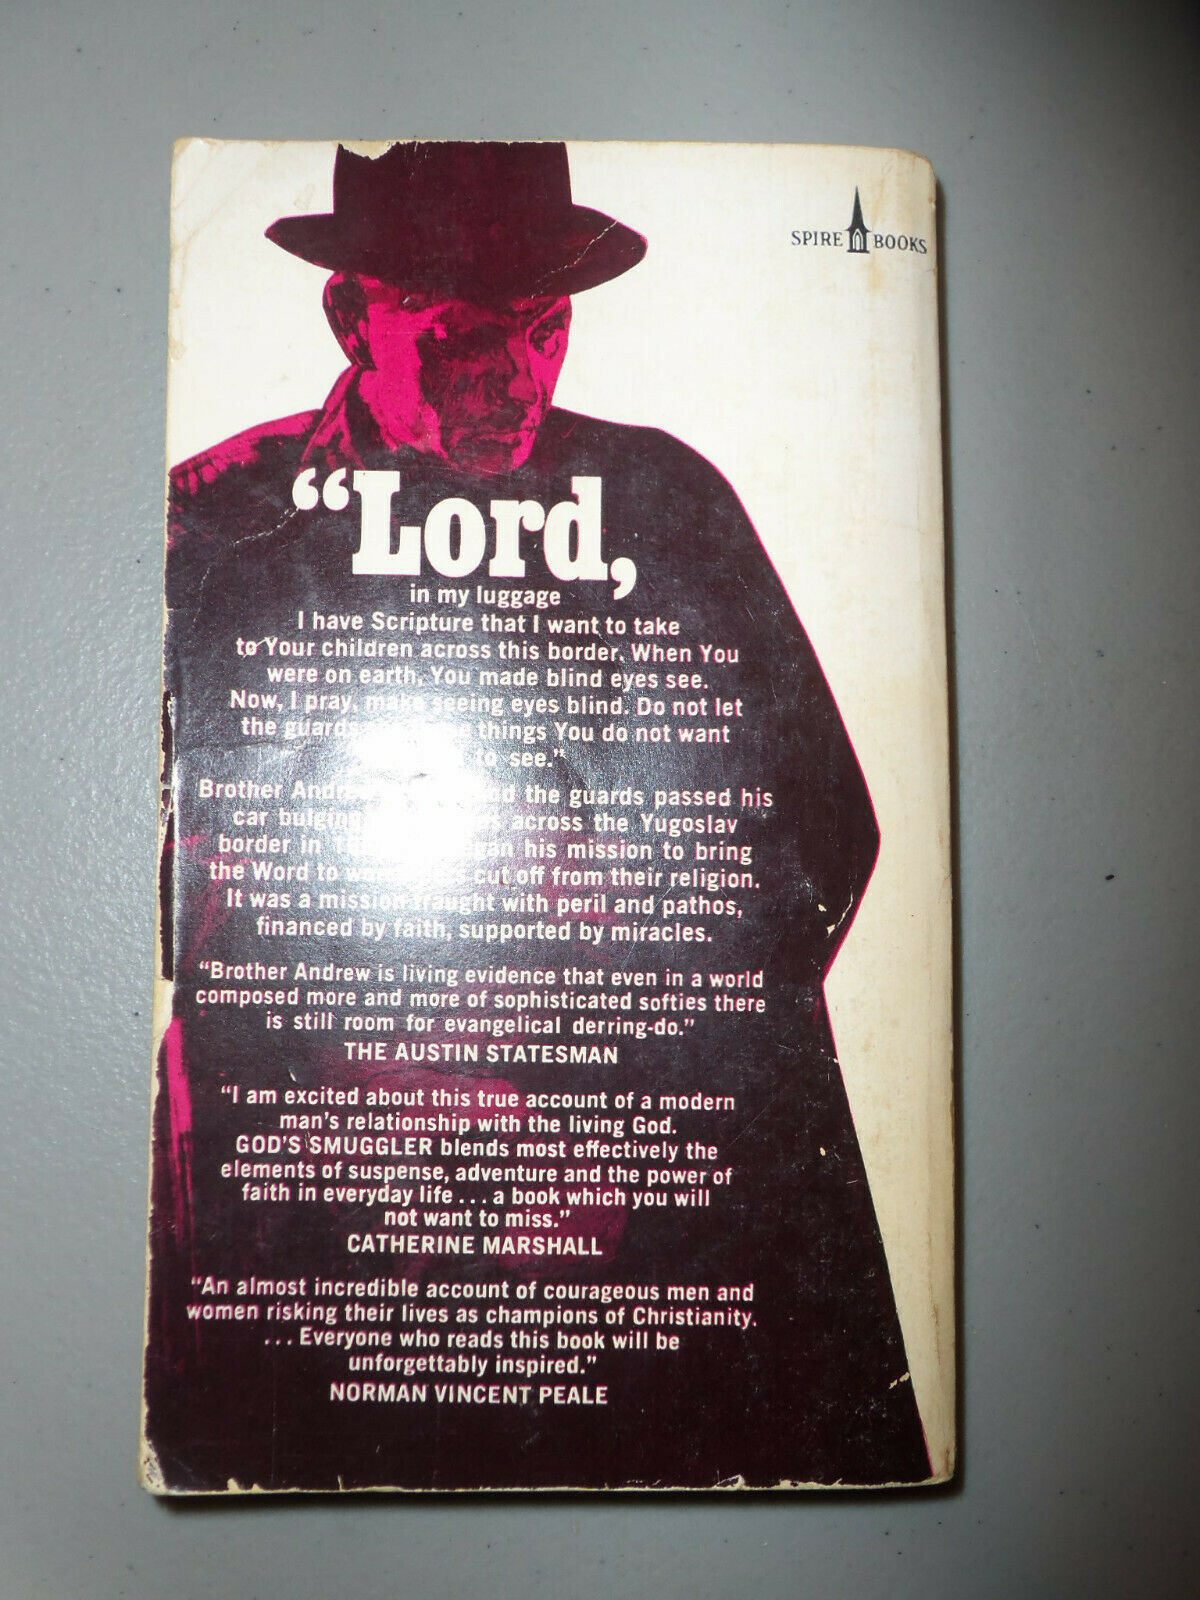 SPIRE BOOKS
“Lord,
in my luggage
I have Scripture that I want to take
to Your children across this border. When You
were on earth, You made blind eyes see.
Now, I pray, make seeing eyes blind. Do not let
the guards things You do not want
to see.”
Brother Andrew the guards passed his
car bulging across the Yugoslav
border in his mission to bring
the Word to cut off from their religion.
It was a mission fraught with peril and pathos,
financed by faith, supported by miracles.
“Brother Andrew is living evidence that even in a world
composed more and more of sophisticated softies there
is still room for evangelical derring-do.”
THE AUSTIN STATESMAN
“I am excited about this true account of a modern
man’s relationship with the living God.
GOD’S SMUGGLER blends most effectively the
elements of suspense, adventure and the power of
faith in everyday life . . . a book which you will
not want to miss.”
CATHERINE MARSHALL
“An almost incredible account of courageous men and
women risking their lives as champions of Christianity.
. . . Everyone who reads this book will be
unforgettably inspired.”
NORMAN VINCENT PEALE